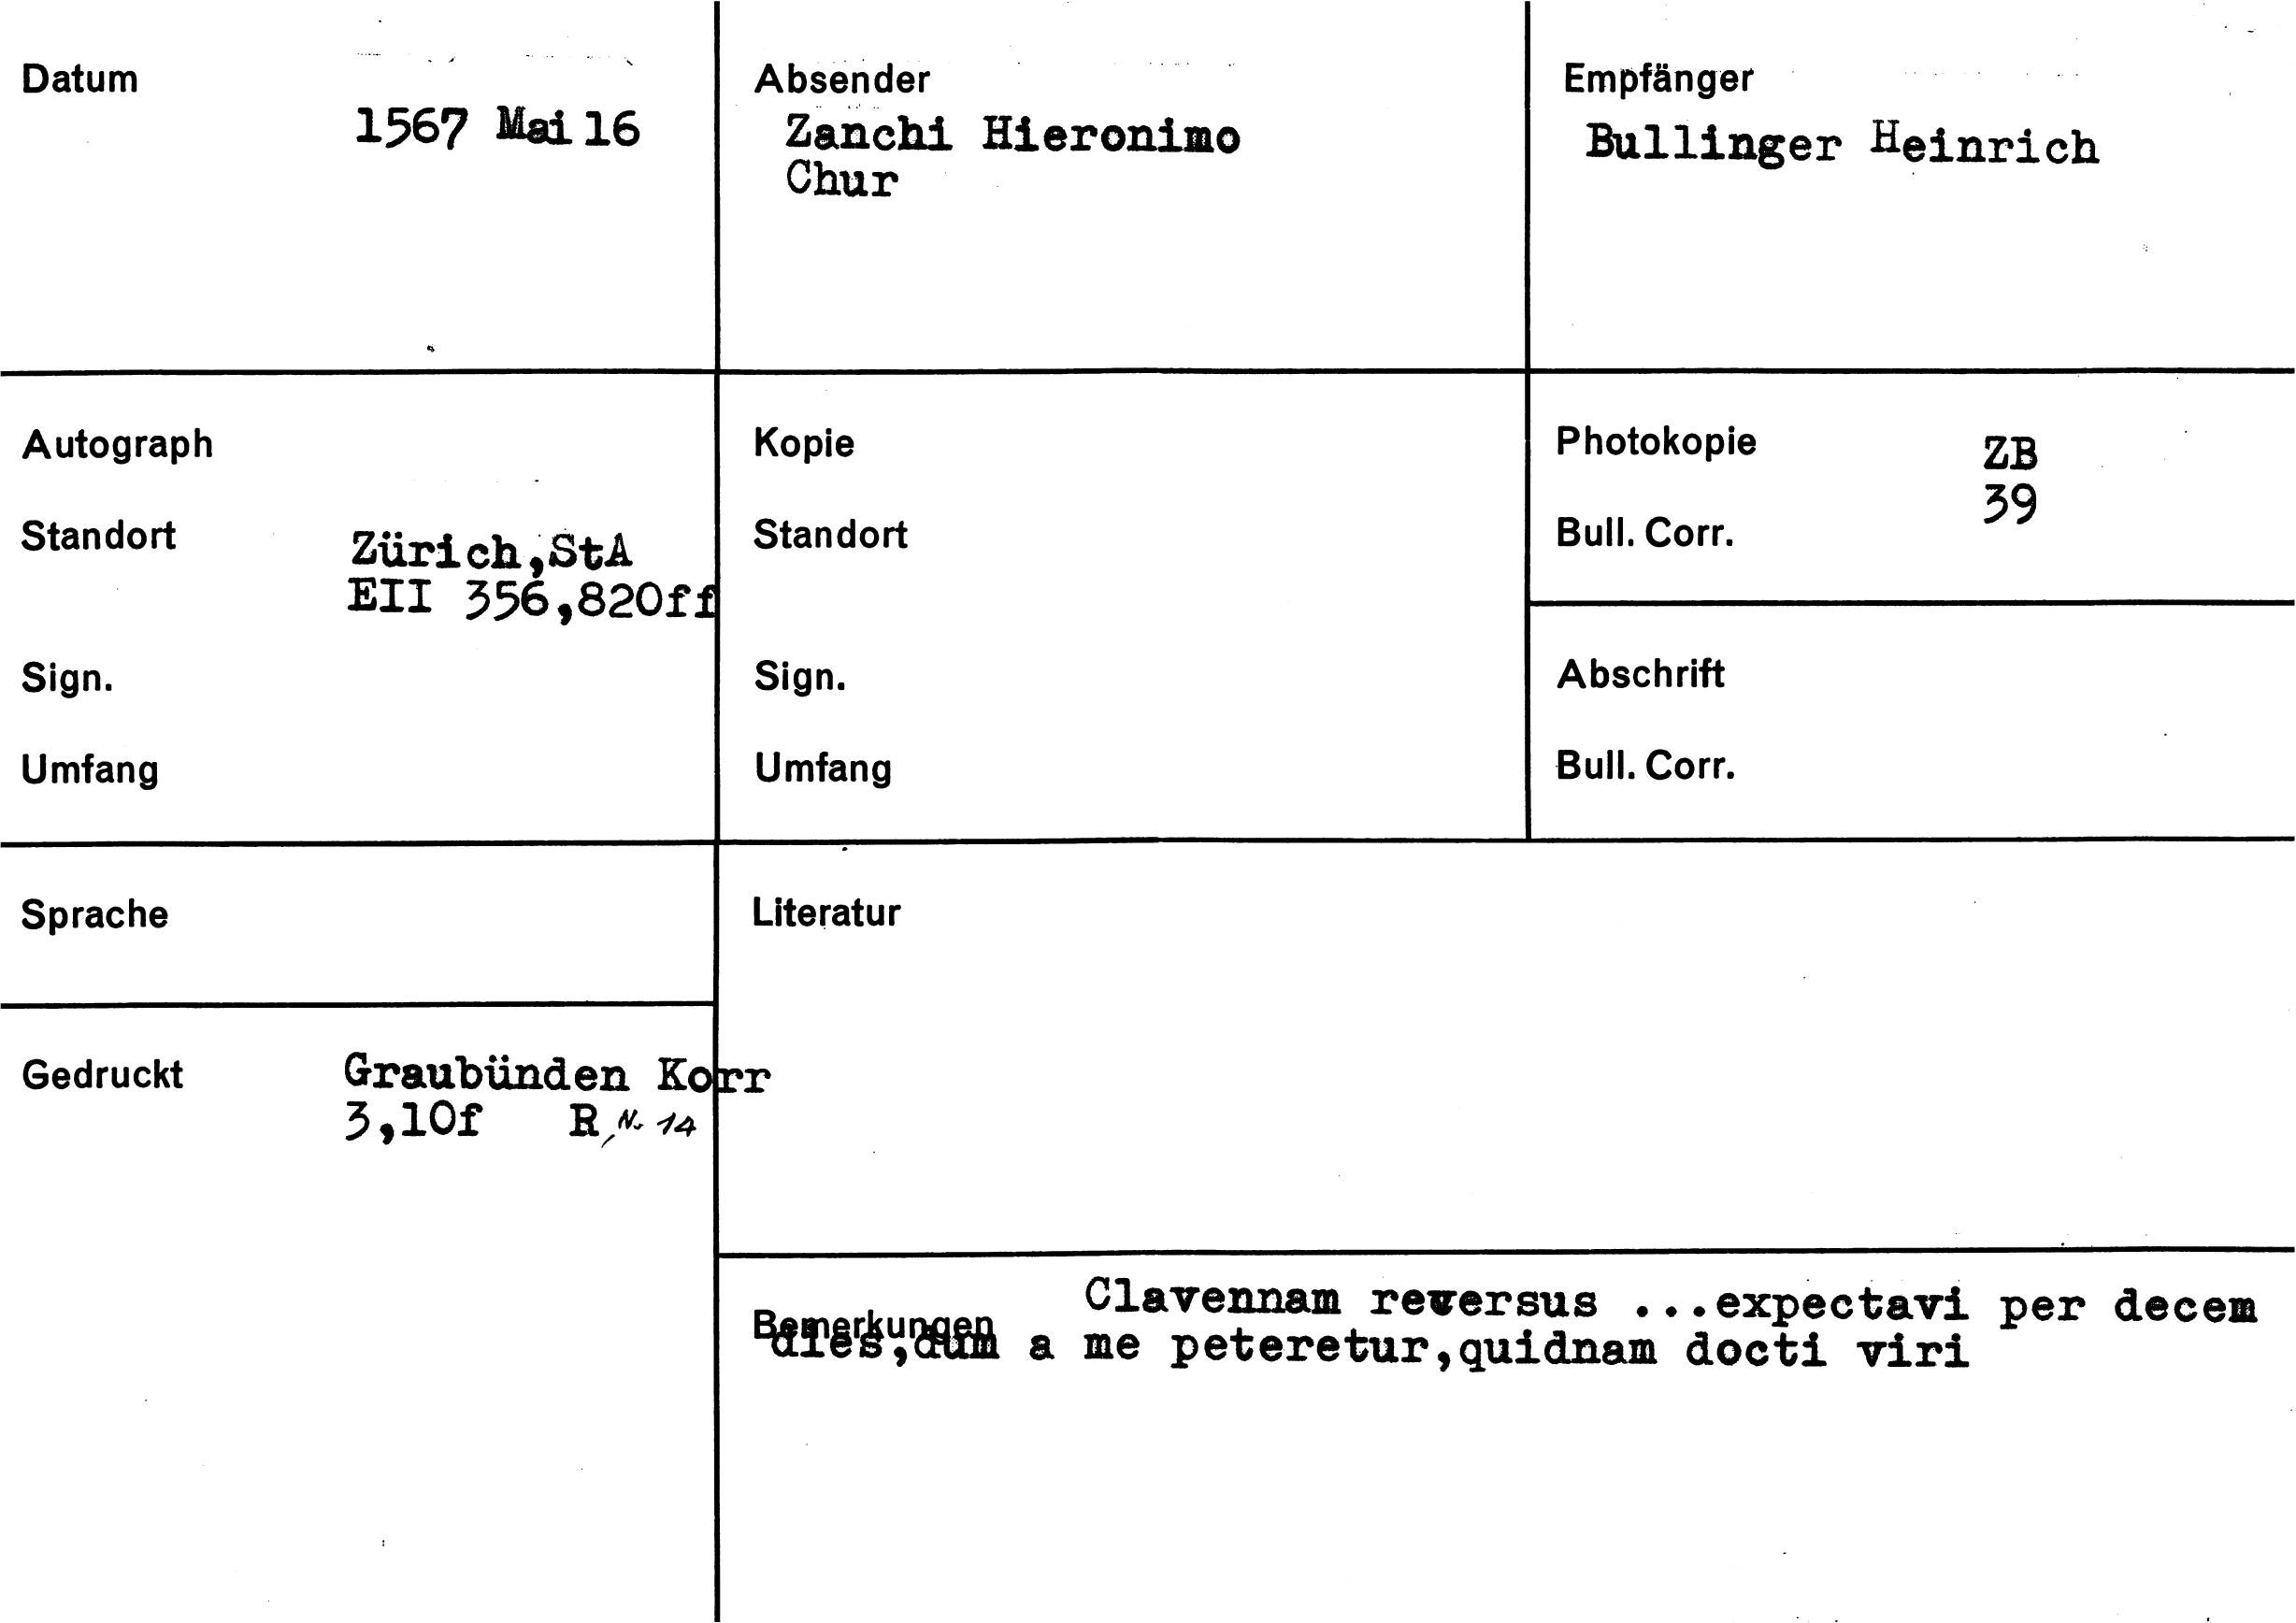 Datum
1567 Mai 16
Absender
Zanchi Hieronimo
Chur
Empfänger
Bullinger Heinrich
Autograph
Standort
Zürich,StA
EII 356,820ff
Sign.
Umfang
Kopie
Standort
Sign.
Umfang
Photokopie ZB
39
Bull. Corr.
Abschrift
Bull. Corr.
Sprache
Literatur
Gedruckt
Graubünden Korr
3,10f R, N. 14
Bemerkungen
Clavennam reversus ...expectavi per decem
dies,dum a me peteretur,quidnam docti viri